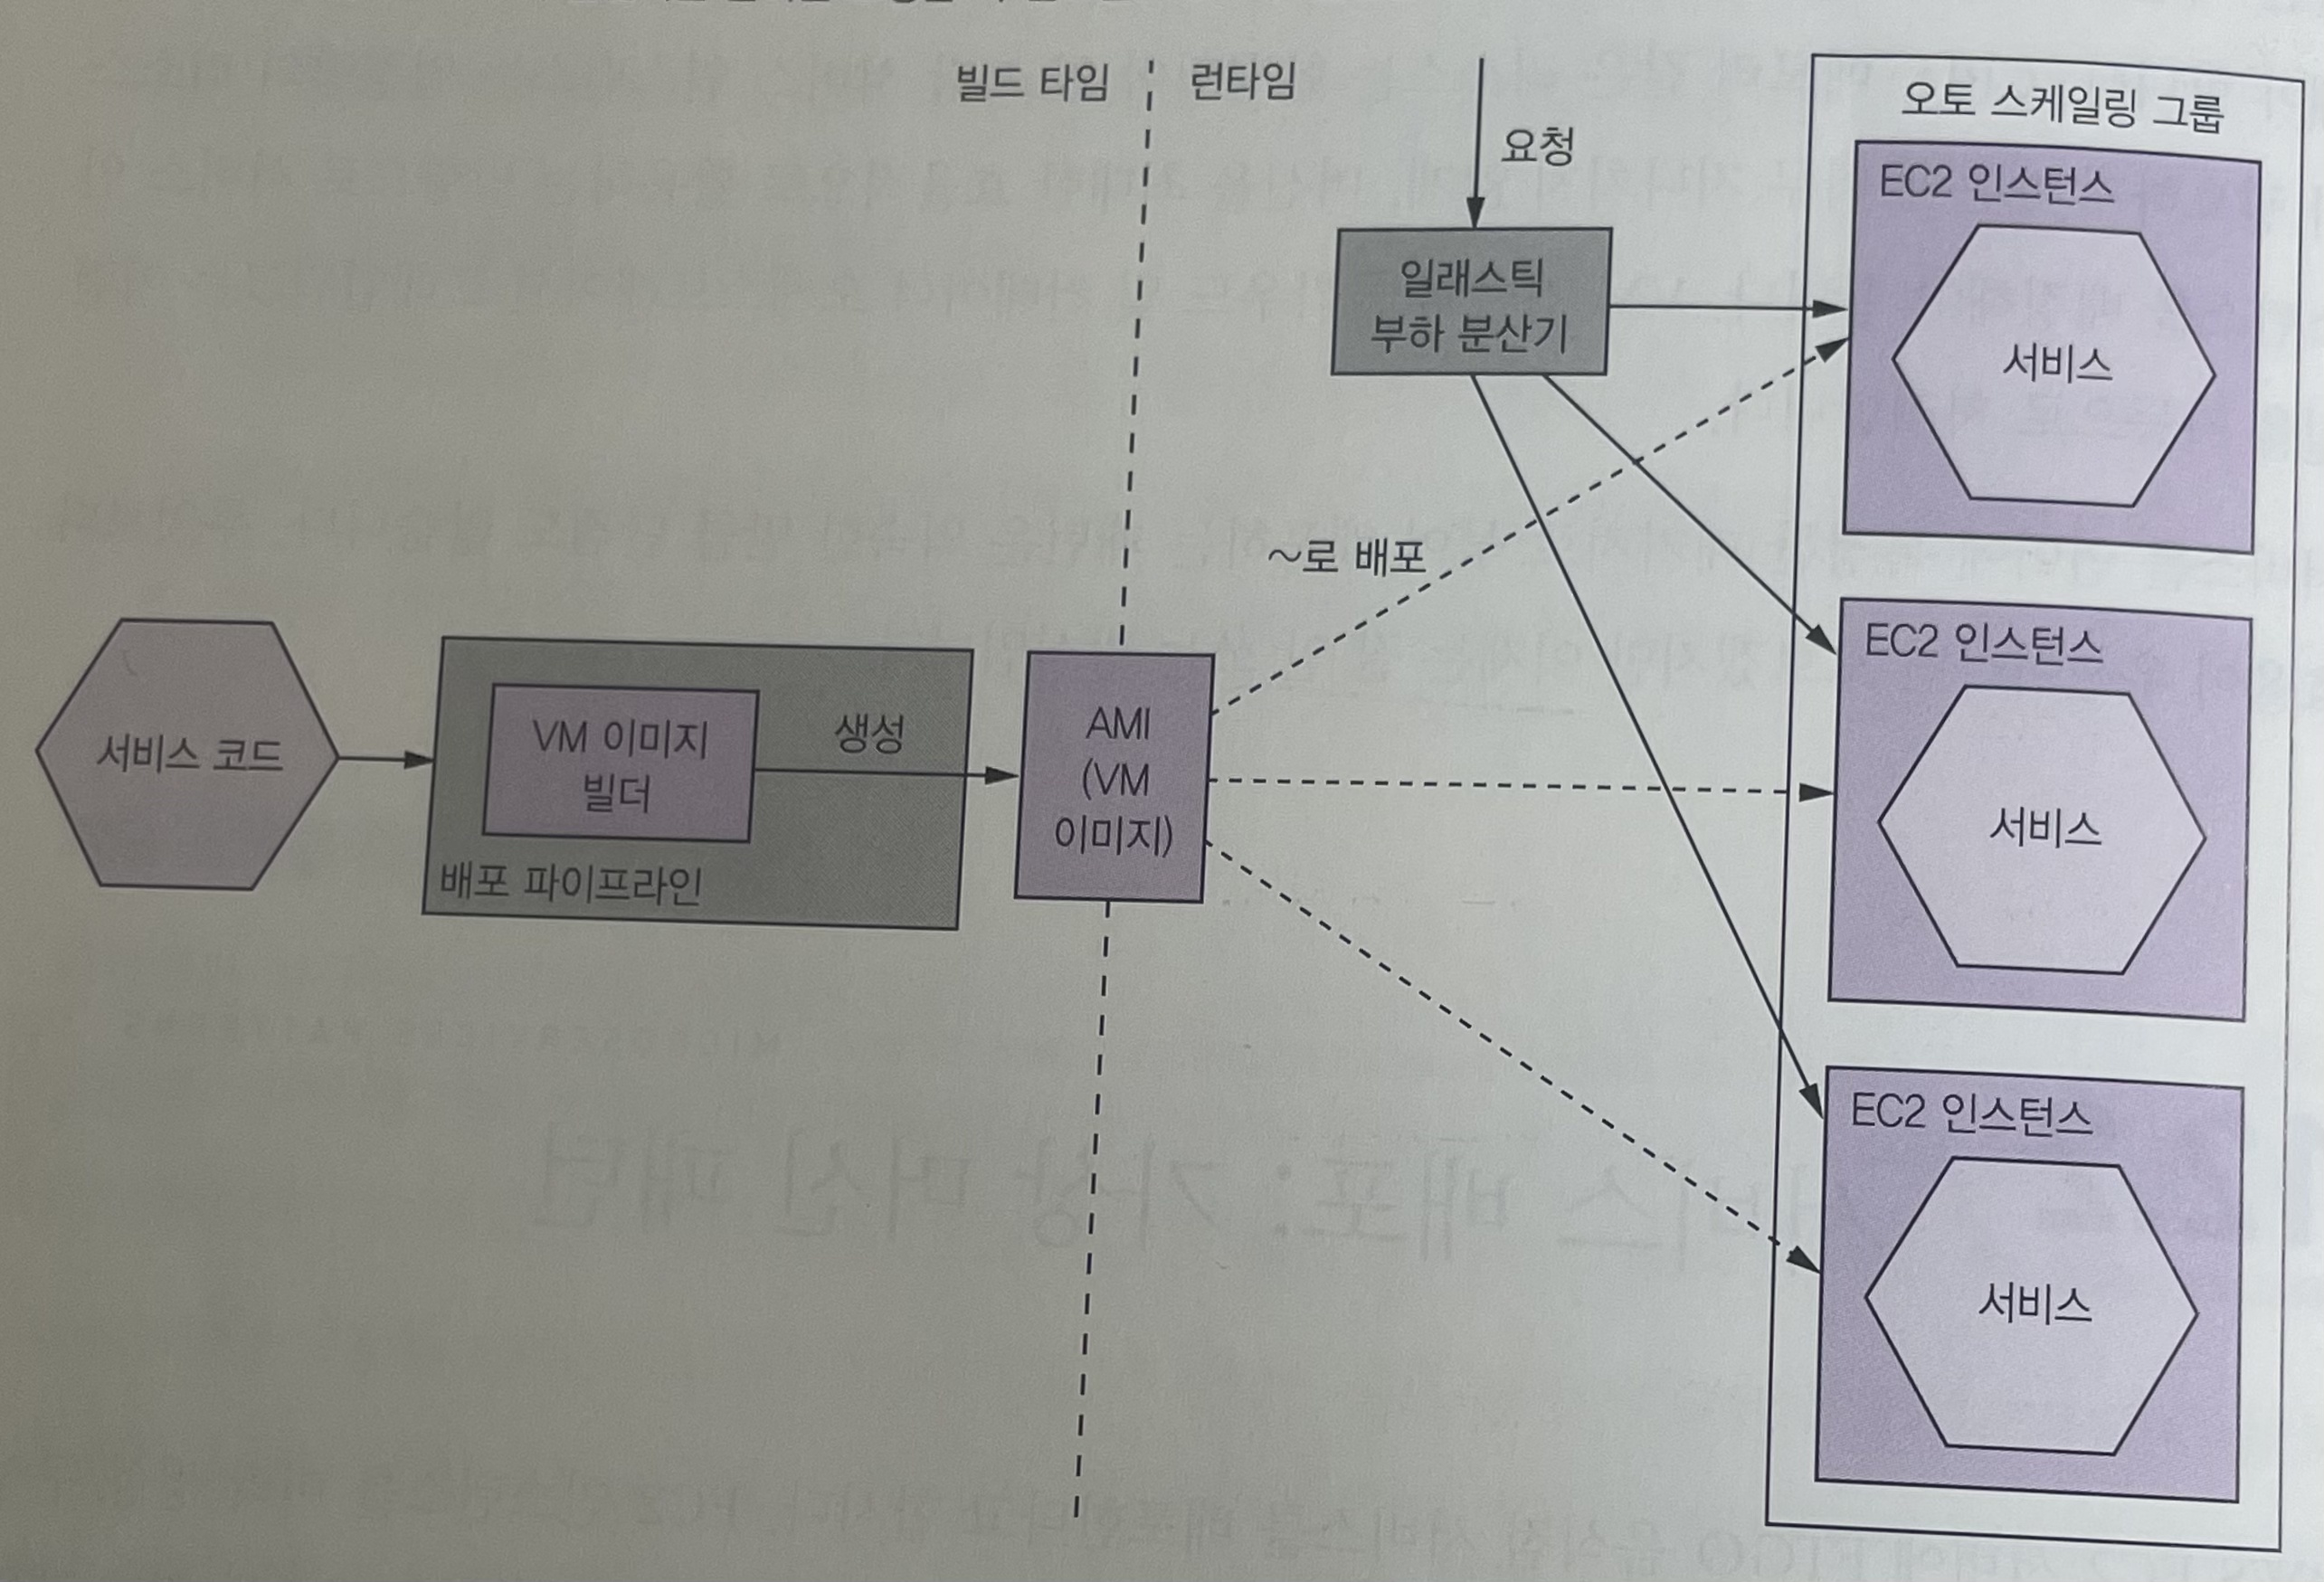 빌드 타임
런타임
요청
오토 스케일링 그룹
EC2 인스턴스
서비스
일래스틱
부하 분산기
~로 배포
EC2 인스턴스
서비스
서비스 코드
VM 이미지
빌더
생성
배포 파이프라인
AMI
(VM
이미지)
EC2 인스턴스
서비스